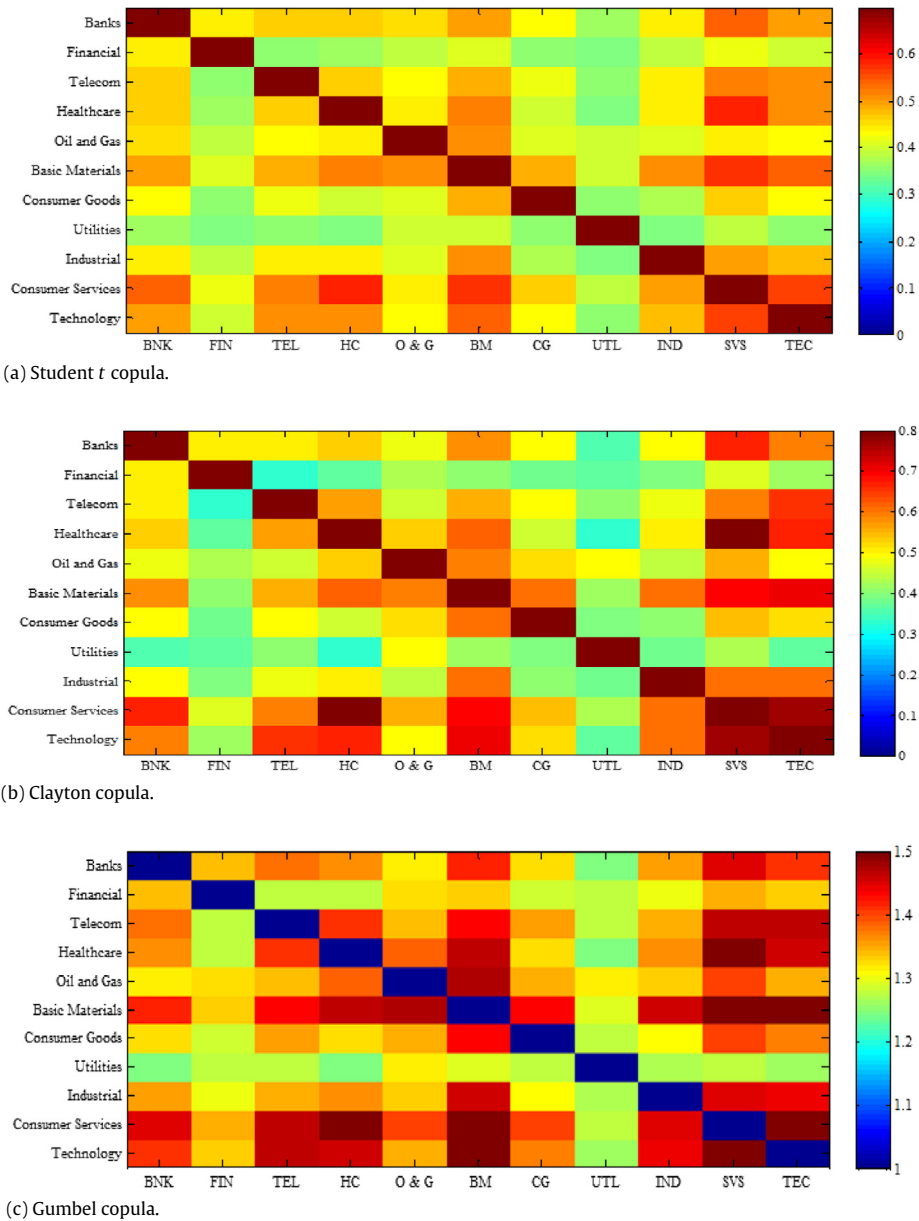 Banks
Financial
Telecom
Healthcare
Oil and Gas
Basic Materials
Consumer Goods
Utilities
Industrial
Consumer Services
Technology
BNK FIN TEL HC O & G BM CG UTL IND SVS TEC
0.6
0.5
0.4
0.3
0.2
0.1
0
(a) Student t copula.
Banks
Financial
Telecom
Healthcare
Oil and Gas
Basic Materials
Consumer Goods
Utilities
Industrial
Consumer Services
Technology
BNK FIN TEL HC O & G BM CG UTL IND SVS TEC
0.8
0.7
0.6
0.5
0.4
0.3
0.2
0.1
0
(b) Clayton copula.
Banks
Financial
Telecom
Healthcare
Oil and Gas
Basic Materials
Consumer Goods
Utilities
Industrial
Consumer Services
Technology
BNK FIN TEL HC O & G BM CG UTL IND SVS TEC
1.5
1.4
1.3
1.2
1.1
1
(c) Gumbel copula.